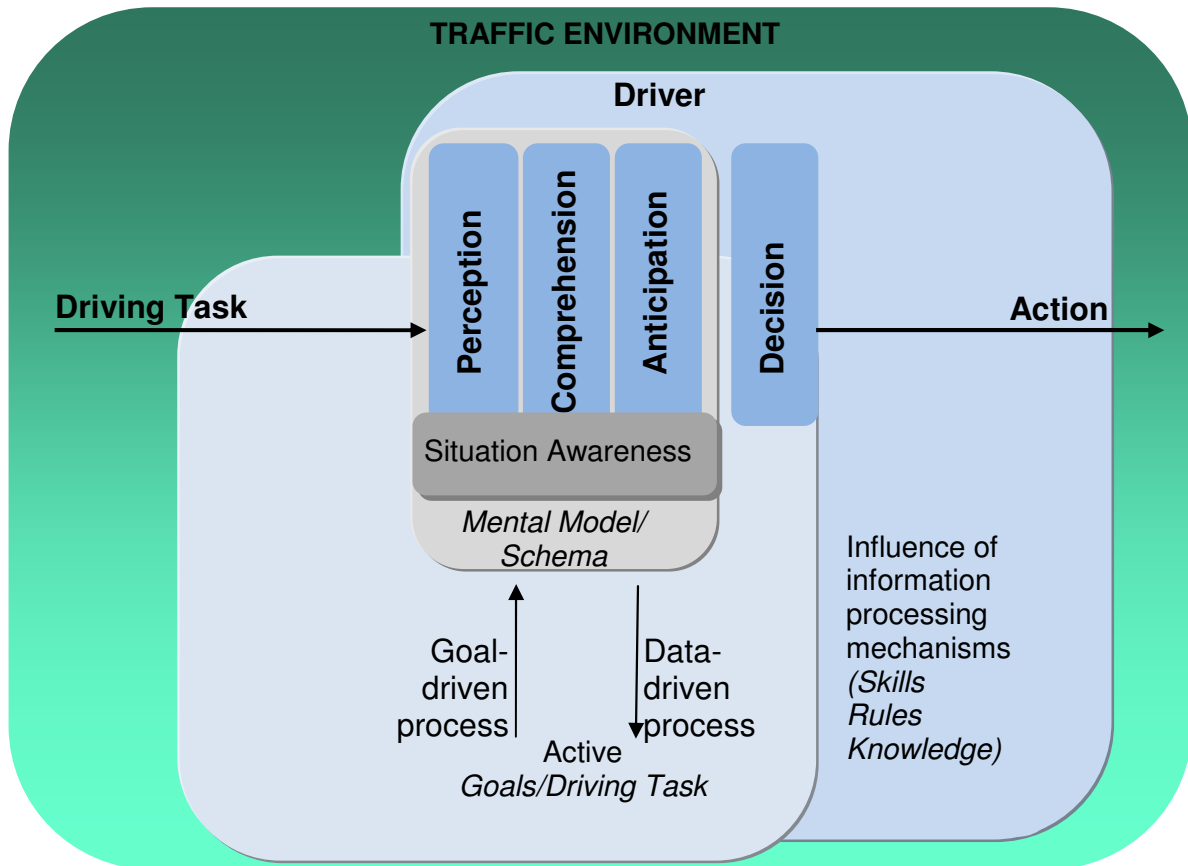 TRAFFIC ENVIRONMENT
Driver
Driving Task
Perception
Comprehension
Anticipation
Decision
Action
Situation Awareness
Mental Model/
Schema
Goal-
driven
process
Data-
driven
process
Active
Goals/Driving Task
Influence of
information
processing
mechanisms
(Skills
Rules
Knowledge)